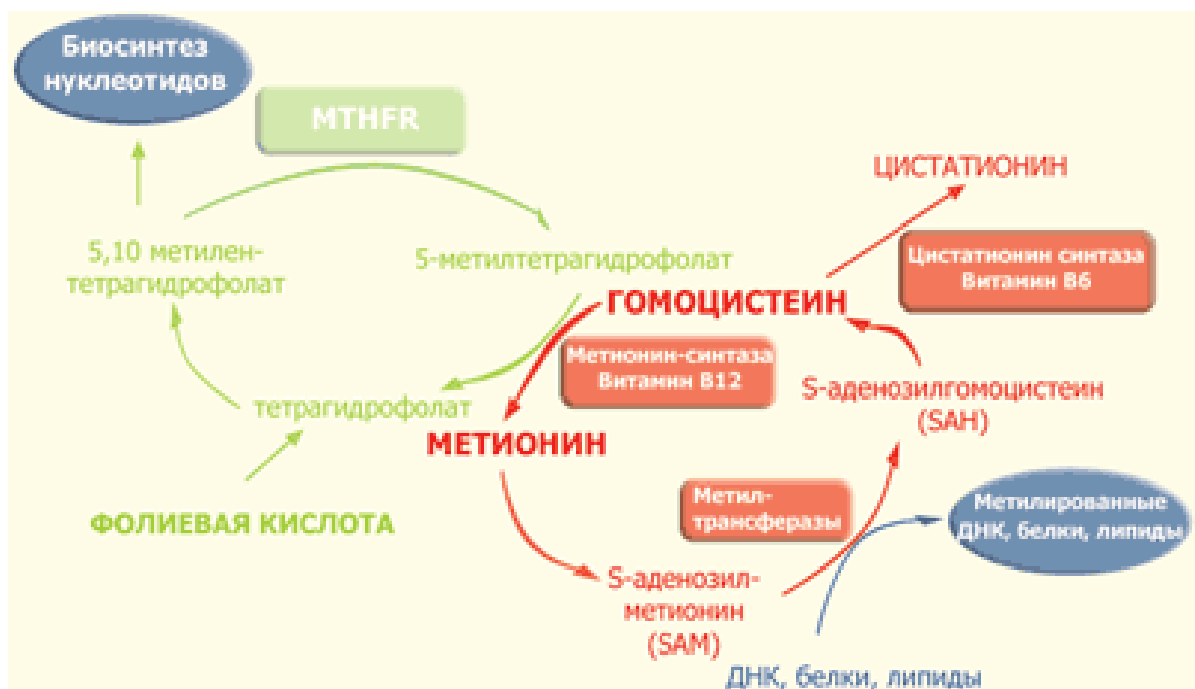 Биосинтез
нуклеотидов
MTHFR
ЦИСТАТИОНИН
5,10 метилен-
тетрагидрофолат
5-метилтетрагидрофолат
Цистатионин синтаза
Витамин В6
ГОМОЦИСТЕИН
Метионин-синтаза
Витамин В12
S-аденозилгомоцистеин
(SAH)
тетрагидрофолат
МЕТИОНИН
ФОЛИЕВАЯ КИСЛОТА
Метил-
трансферазы
Метилированные
ДНК, белки, липиды
S-аденозил-
метионин
(SAM)
ДНК, белки, липиды